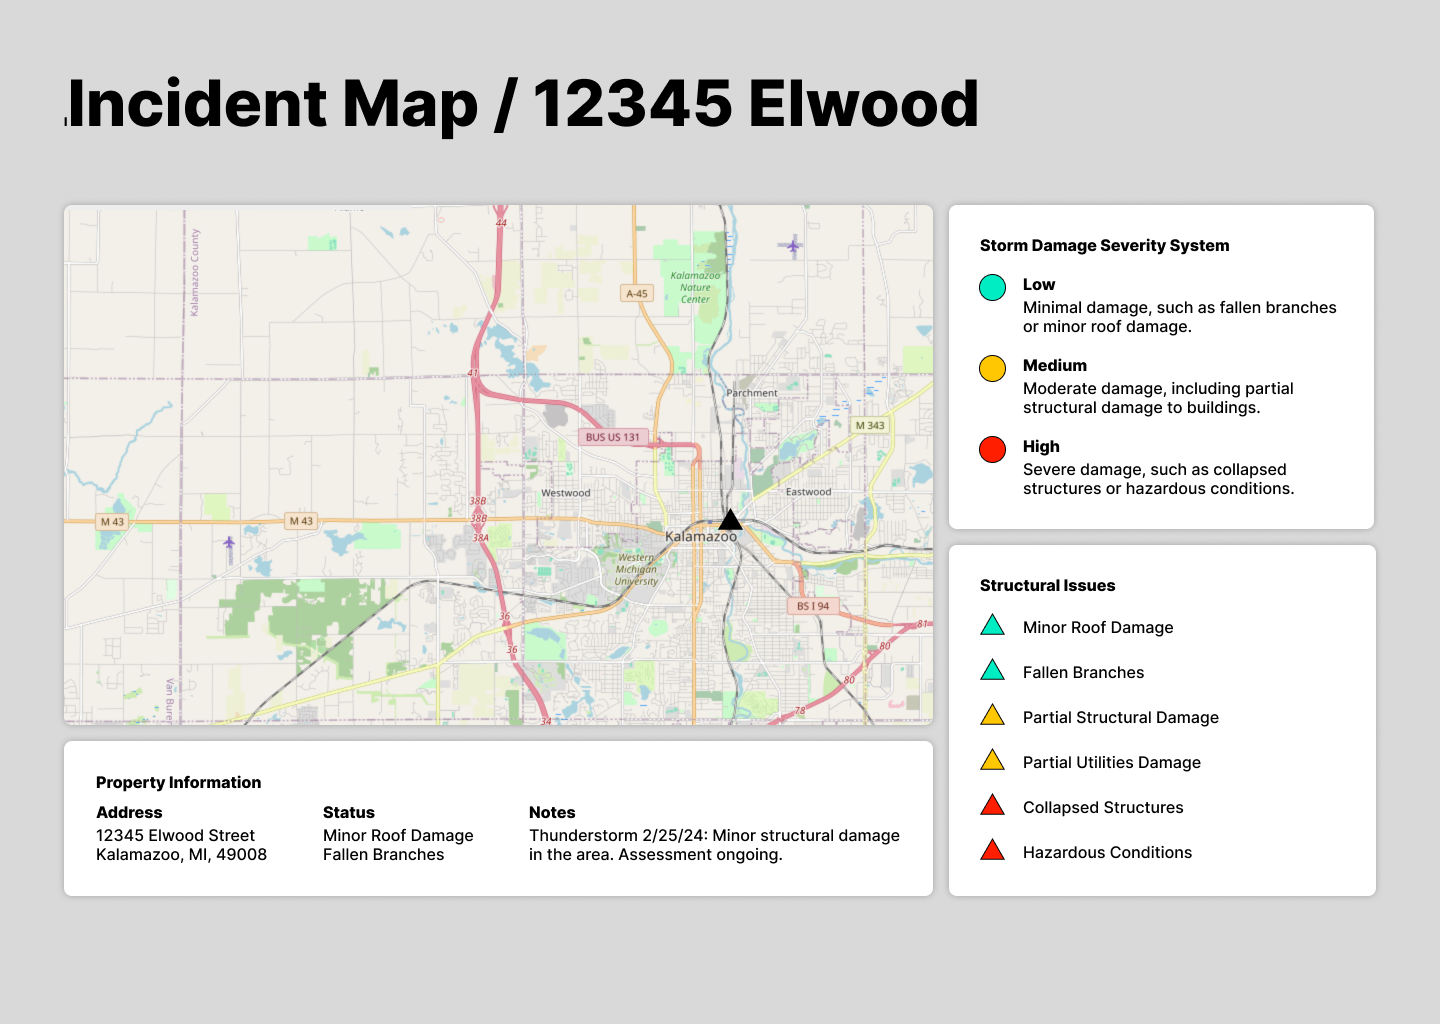 Incident Map / 12345 Elwood
44
Kalamazoo County
A-45
Kalamazoo
Nature
Center
41
Parchment
M 343
BUS US 131
Westwood
Eastwood
38B
M 43
M 43
38B
38A
Kalamazoo
Western
Michigan
University
BS I 94
36
81
36
80
80
Van Bure
78
34
Storm Damage Severity System
Low
Minimal damage, such as fallen branches
or minor roof damage.
Medium
Moderate damage, including partial
structural damage to buildings.
High
Severe damage, such as collapsed
structures or hazardous conditions.
Structural Issues
Minor Roof Damage
Fallen Branches
Partial Structural Damage
Partial Utilities Damage
Collapsed Structures
Hazardous Conditions
Property Information
Address
12345 Elwood Street
Kalamazoo, MI, 49008
Status
Minor Roof Damage
Fallen Branches
Notes
Thunderstorm 2/25/24: Minor structural damage
in the area. Assessment ongoing.